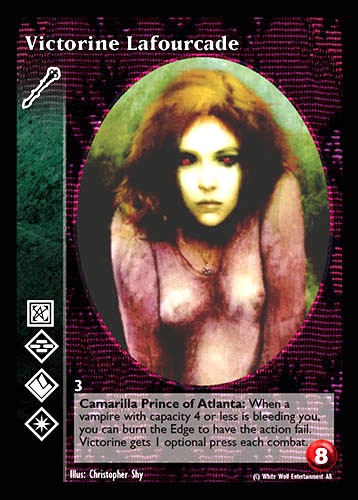 Victorine Lafourcade
3
Camarilla Prince of Atlanta: When a
vampire with capacity 4 or less is bleeding you,
you can burn the Edge to have the action fail.
Victorine gets 1 optional press each combat.
8
Illus: Christopher Shy
(C) White Wolf Entertainment AB